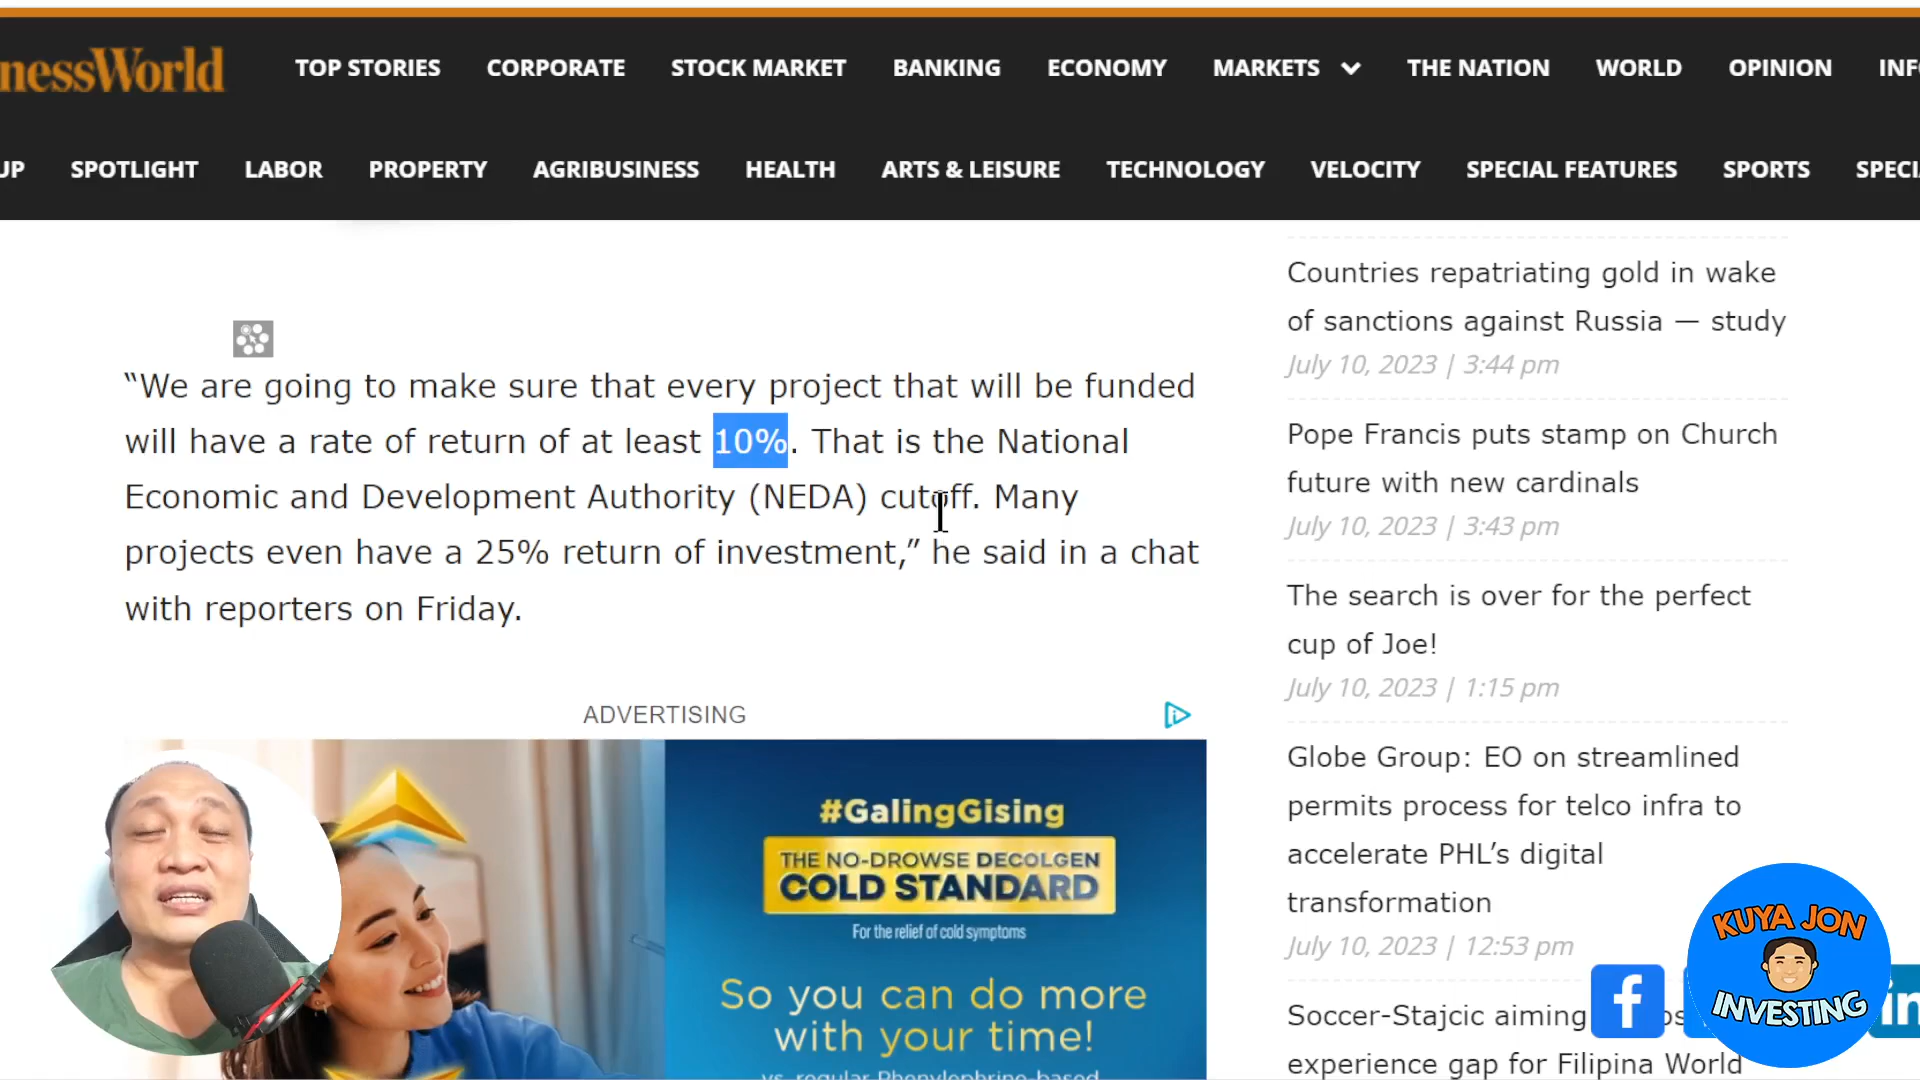 nessWorld
TOP STORIES
CORPORATE
STOCK MARKET
BANKING
ECONOMY
MARKETS
THE NATION
WORLD
OPINION
INF
UP
SPOTLIGHT
LABOR
PROPERTY
AGRIBUSINESS
HEALTH
ARTS & LEISURE
TECHNOLOGY
VELOCITY
SPECIAL FEATURES
SPORTS
SPECI
“We are going to make sure that every project that will be funded
will have a rate of return of at least 10%. That is the National
Economic and Development Authority (NEDA) cutoff. Many
projects even have a 25% return of investment,” he said in a chat
with reporters on Friday.
ADVERTISING
#GalingGising
THE NO-DROWSE DECOLGEN
COLD STANDARD
For the relief of cold symptoms
So you can do more
with your time!
vs. regular Phenylephrine-based
Countries repatriating gold in wake
of sanctions against Russia — study
July 10, 2023 | 3:44 pm
Pope Francis puts stamp on Church
future with new cardinals
July 10, 2023 | 3:43 pm
The search is over for the perfect
cup of Joe!
July 10, 2023 | 1:15 pm
Globe Group: EO on streamlined
permits process for telco infra to
accelerate PHL’s digital
transformation
July 10, 2023 | 12:53 pm
Soccer-Stajcic aiming
experience gap for Filipina World
f
in
KUYA JON
INVESTING